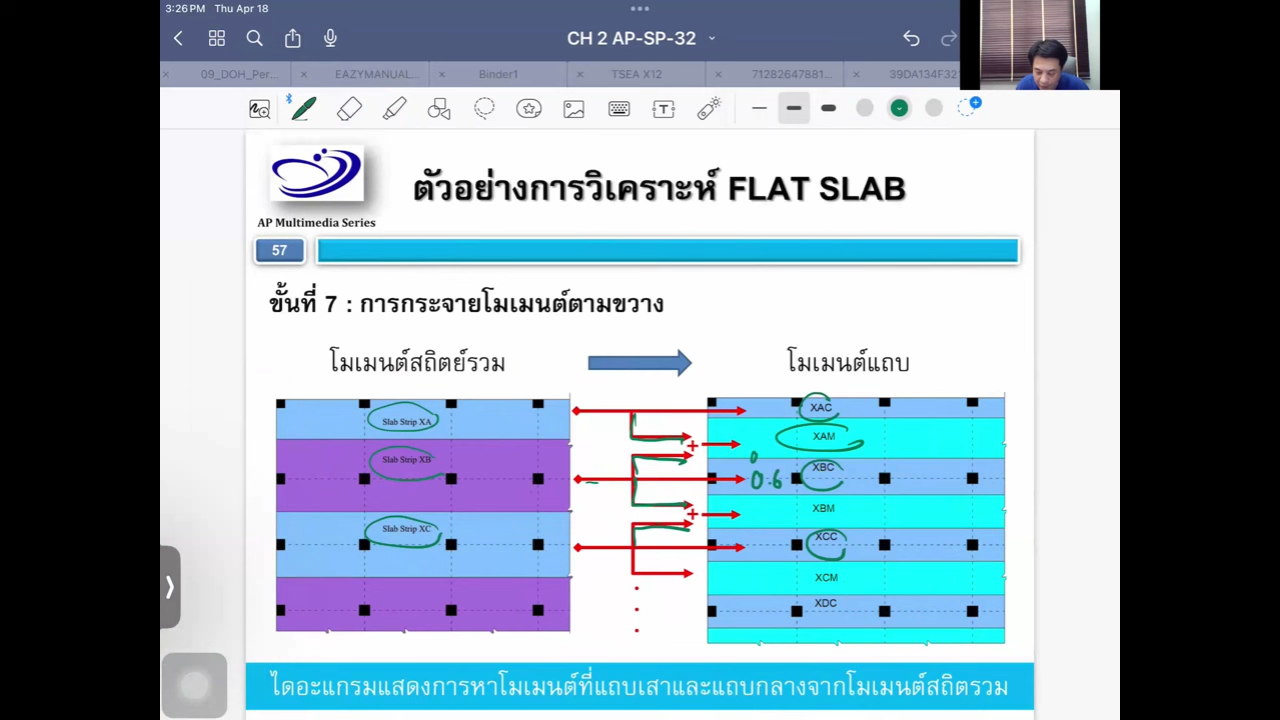 3:26 PM Thu Apr 18
CH 2 AP-SP-32
09_DOH_Per...
EAZYMANUAL...
Binder1
TSEA X12
71282647881...
39DA134F321
ตัวอย่างการวิเคราะห์ FLAT SLAB
AP Multimedia Series
57
ขั้นที่ 7 : การกระจายโมเมนต์ตามขวาง
โมเมนต์สถิตย์รวม
โมเมนต์แถบ
Slab Strip XA
Slab Strip XB
Slab Strip XC
+
+
XAC
XAM
0
0.6
XBC
XBM
XCC
XCM
XDC
ไดอะแกรมแสดงการหาโมเมนต์ที่แถบเสาและแถบกลางจากโมเมนต์สถิตรวม